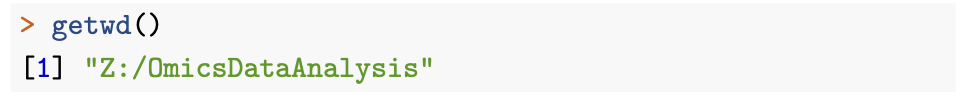 > getwd()
[1] "Z:/OmicsDataAnalysis"